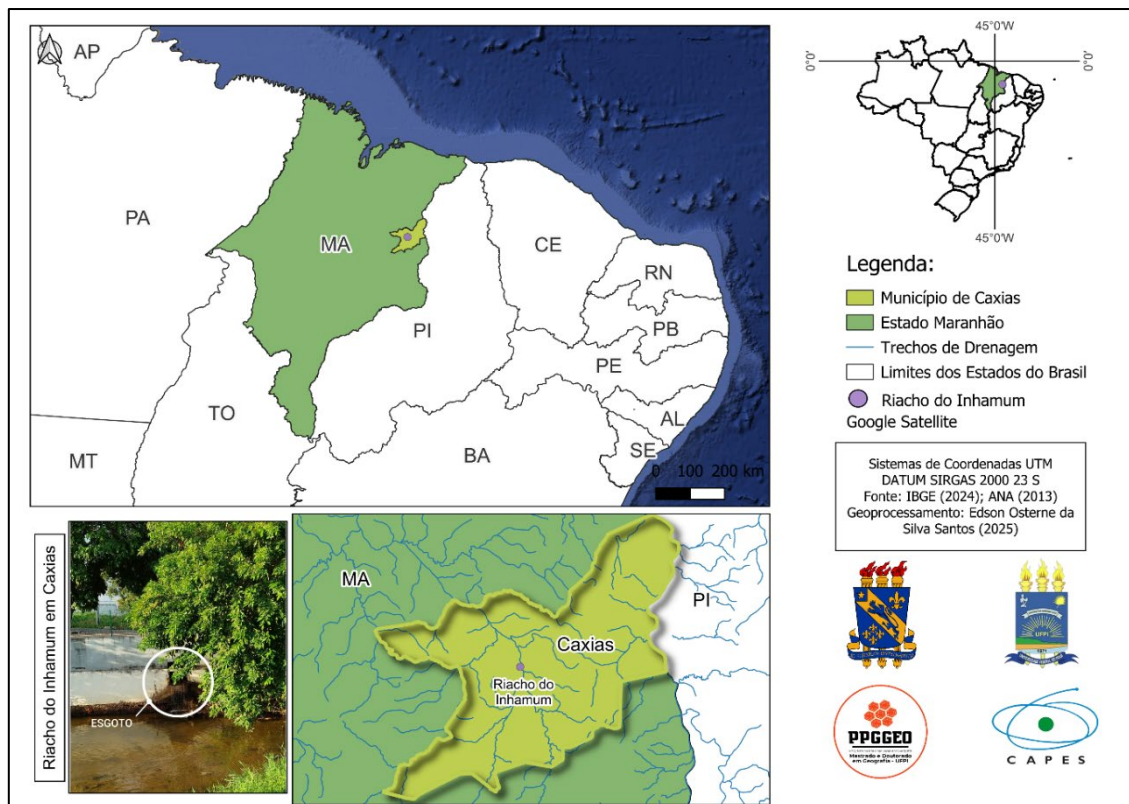 AP
PA
MA
CE
RN
PB
PE
AL
SE
PI
TO
MT
BA
0 100 200 km
45°0'W
0°0'
0°0'
45°0'W
Legenda:
Município de Caxias
Estado Maranhão
Trechos de Drenagem
Limites dos Estados do Brasil
Riacho do Inhamum
Google Satellite
Sistemas de Coordenadas UTM
DATUM SIRGAS 2000 23 S
Fonte: IBGE (2024); ANA (2013)
Geoprocessamento: Edson Osterne da
Silva Santos (2025)
Riacho do Inhamum em Caxias
ESGOTO
MA
PI
Caxias
Riacho do
Inhamum
UFPI
PPGGEO
Mestrado e Doutorado
em Geografia - UFPI
CAPES